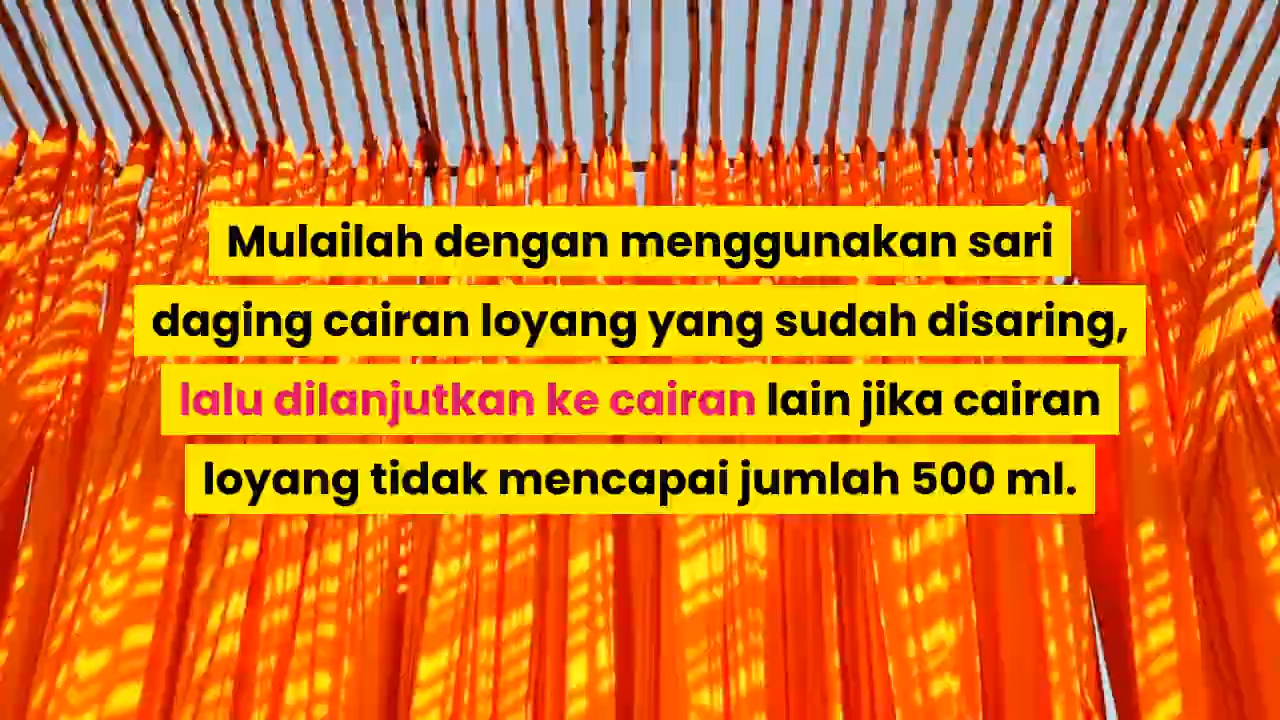 Mulailah dengan menggunakan sari
daging cairan loyang yang sudah disaring,
lalu dilanjutkan ke cairan lain jika cairan
loyang tidak mencapai jumlah 500 ml.